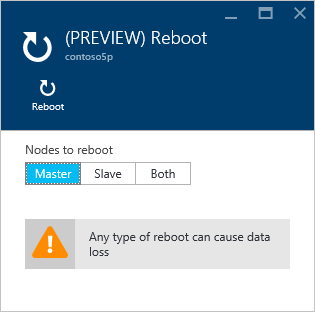 (PREVIEW) Reboot
contoso5p
Reboot
Nodes to reboot
Master Slave Both
Any type of reboot can cause data
loss